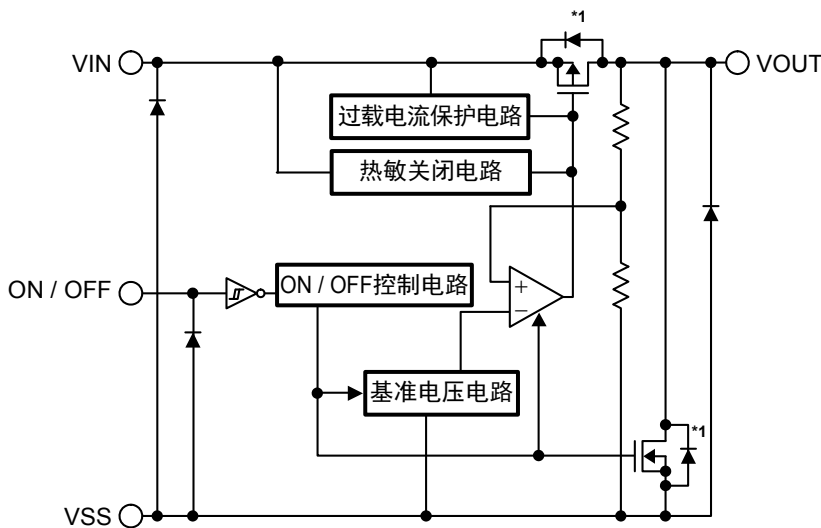 *1
VIN
VOUT
过载电流保护电路
热敏关闭电路
ON / OFF
ON / OFF控制电路
+
−
基准电压电路
*1
VSS